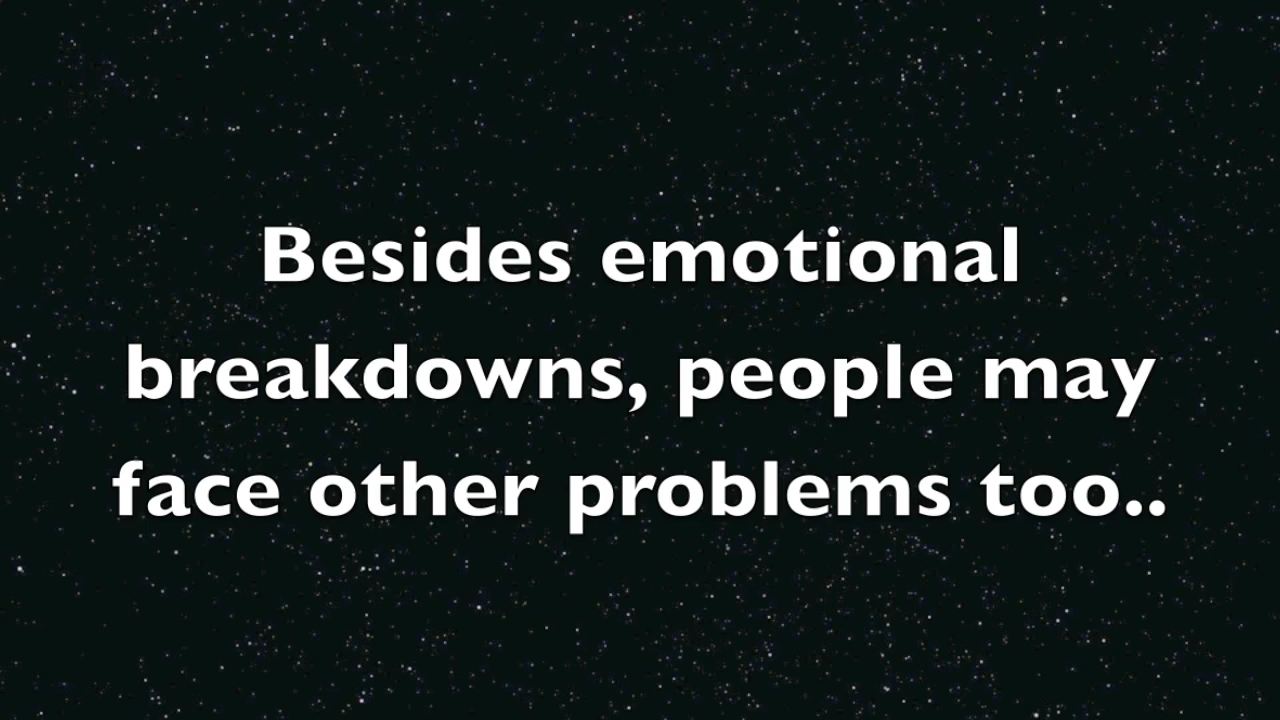 Besides emotional
breakdowns, people may
face other problems too..